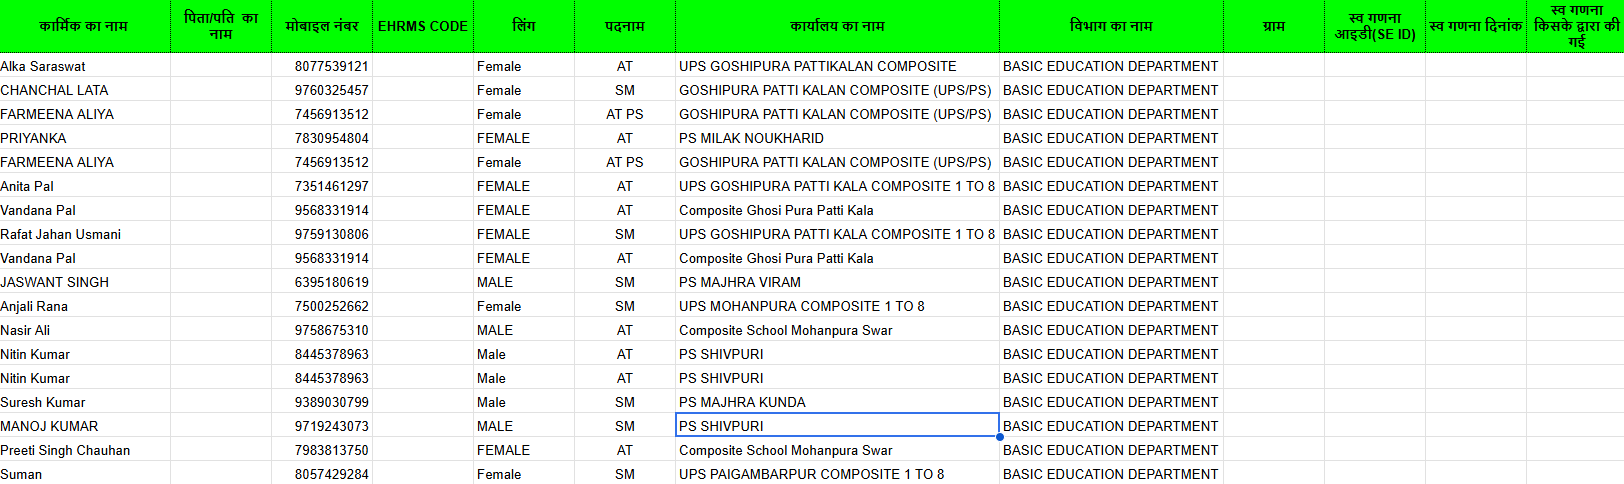 कार्मिक का नाम पिता/पति का नाम मोबाइल नंबर EHRMS CODE लिंग पदनाम कार्यालय का नाम विभाग का नाम ग्राम स्व गणना आइडी(SE ID) स्व गणना दिनांक स्व गणना किसके द्वारा की गई
Alka Saraswat 8077539121 Female AT UPS GOSHIPURA PATTIKALAN COMPOSITE BASIC EDUCATION DEPARTMENT
CHANCHAL LATA 9760325457 Female SM GOSHIPURA PATTI KALAN COMPOSITE (UPS/PS) BASIC EDUCATION DEPARTMENT
FARMEENA ALIYA 7456913512 Female AT PS GOSHIPURA PATTI KALAN COMPOSITE (UPS/PS) BASIC EDUCATION DEPARTMENT
PRIYANKA 7830954804 FEMALE AT PS MILAK NOUKHARID BASIC EDUCATION DEPARTMENT
FARMEENA ALIYA 7456913512 Female AT PS GOSHIPURA PATTI KALAN COMPOSITE (UPS/PS) BASIC EDUCATION DEPARTMENT
Anita Pal 7351461297 FEMALE AT UPS GOSHIPURA PATTI KALA COMPOSITE 1 TO 8 BASIC EDUCATION DEPARTMENT
Vandana Pal 9568331914 FEMALE AT Composite Ghosi Pura Patti Kala BASIC EDUCATION DEPARTMENT
Rafat Jahan Usmani 9759130806 FEMALE SM UPS GOSHIPURA PATTI KALA COMPOSITE 1 TO 8 BASIC EDUCATION DEPARTMENT
Vandana Pal 9568331914 FEMALE AT Composite Ghosi Pura Patti Kala BASIC EDUCATION DEPARTMENT
JASWANT SINGH 6395180619 MALE SM PS MAJHRA VIRAM BASIC EDUCATION DEPARTMENT
Anjali Rana 7500252662 Female SM UPS MOHANPURA COMPOSITE 1 TO 8 BASIC EDUCATION DEPARTMENT
Nasir Ali 9758675310 MALE AT Composite School Mohanpura Swar BASIC EDUCATION DEPARTMENT
Nitin Kumar 8445378963 Male AT PS SHIVPURI BASIC EDUCATION DEPARTMENT
Nitin Kumar 8445378963 Male AT PS SHIVPURI BASIC EDUCATION DEPARTMENT
Suresh Kumar 9389030799 Male SM PS MAJHRA KUNDA BASIC EDUCATION DEPARTMENT
MANOJ KUMAR 9719243073 MALE SM PS SHIVPURI BASIC EDUCATION DEPARTMENT
Preeti Singh Chauhan 7983813750 FEMALE AT Composite School Mohanpura Swar BASIC EDUCATION DEPARTMENT
Suman 8057429284 Female SM UPS PAIGAMBARPUR COMPOSITE 1 TO 8 BASIC EDUCATION DEPARTMENT